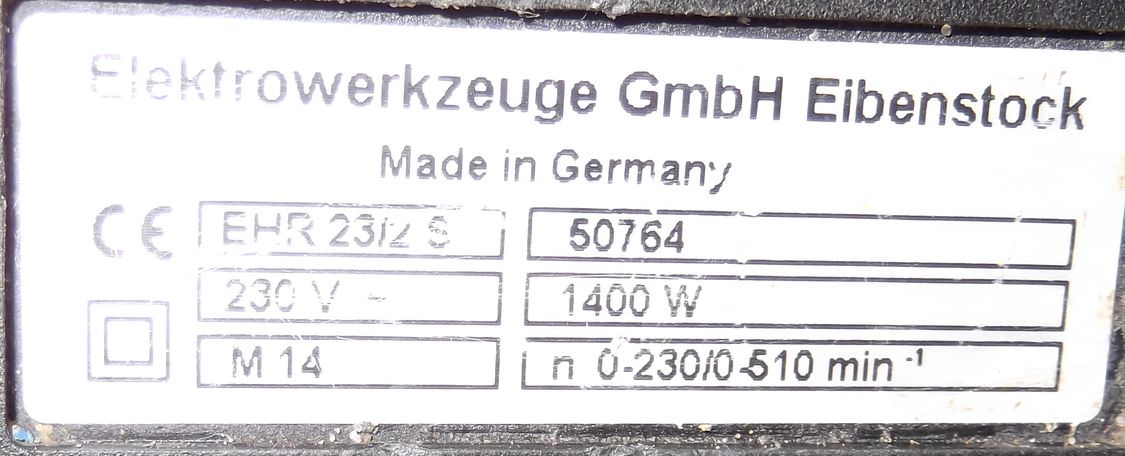 Elektrowerkzeuge GmbH Eibenstock
Made in Germany
CE EHR 23/2 S 50764
230 V ~ 1400 W
M 14 n 0-230/0-510 min⁻¹